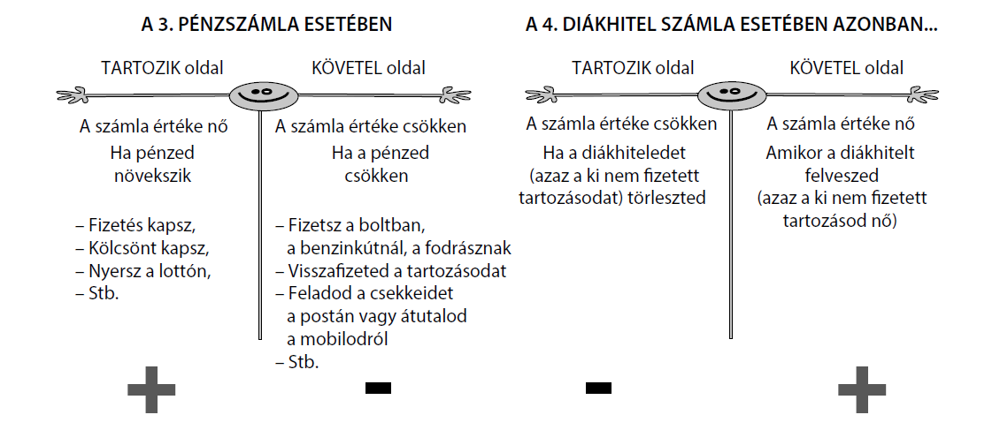 A 3. PÉNZSZÁMLA ESETÉBEN
TARTOZIK oldal
KÖVETEL oldal
A számla értéke nő
Ha pénzed
növekszik
– Fizetés kapsz,
– Kölcsönt kapsz,
– Nyersz a lottón,
– Stb.
+
A számla értéke csökken
Ha a pénzed
csökken
– Fizetsz a boltban,
a benzinkútnál, a fodrásznak
– Visszafizeted a tartozásodat
– Feladod a csekkeidet
a postán vagy átutalod
a mobilodról
– Stb.
-
A 4. DIÁKHITEL SZÁMLA ESETÉBEN AZONBAN...
TARTOZIK oldal
KÖVETEL oldal
A számla értéke csökken
Ha a diákhiteledet
(azaz a ki nem fizetett
tartozásodat) törleszted
-
A számla értéke nő
Amikor a diákhitelt
felveszed
(azaz a ki nem fizetett
tartozásod nő)
+